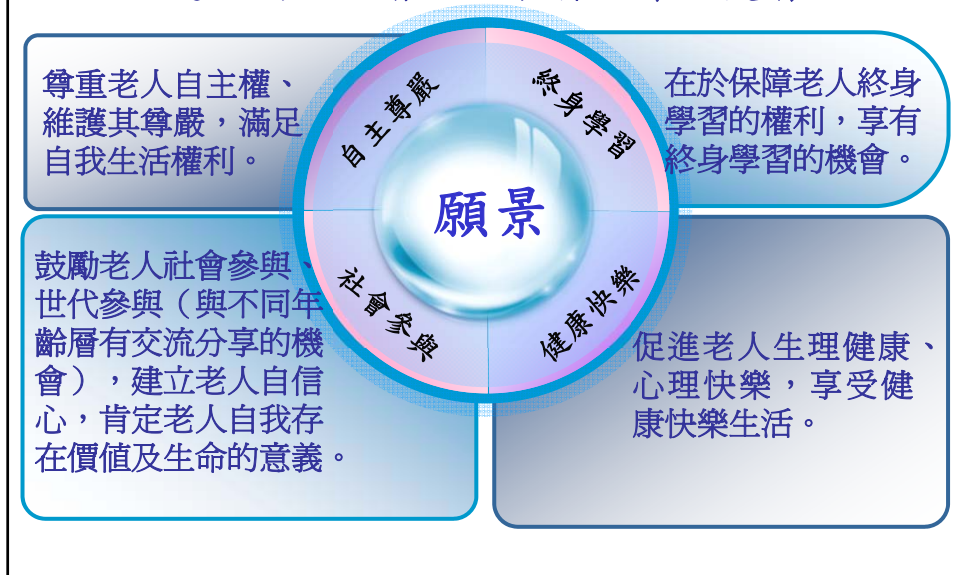 尊重老人自主權、
維護其尊嚴，滿足
自我生活權利。
自主尊嚴
終身學習
在於保障老人終身
學習的權利，享有
終身學習的機會。
願景
鼓勵老人社會參與、
世代參與（與不同年
齡層有交流分享的機
會），建立老人自信
心，肯定老人自我存
在價值及生命的意義。
社會參與
健康快樂
促進老人生理健康、
心理快樂，享受健
康快樂生活。